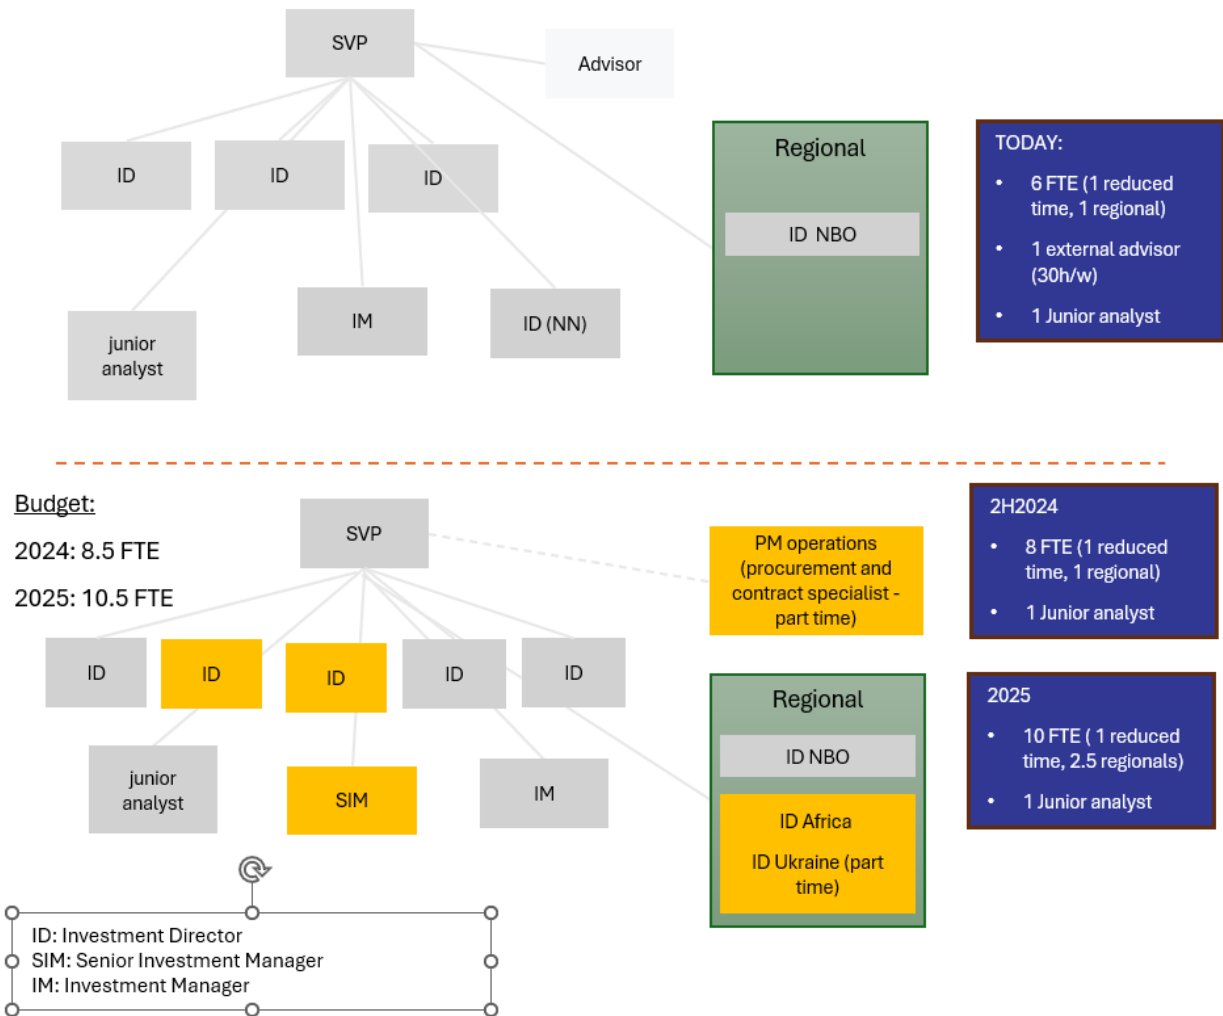 SVP
Advisor
ID
ID
ID
junior
analyst
IM
ID (NN)
Regional
ID  NBO
TODAY:
• 6 FTE (1 reduced
time, 1 regional)
• 1 external advisor
(30h/w)
• 1 Junior analyst
Budget:
2024: 8.5 FTE
2025: 10.5 FTE
SVP
PM operations
(procurement and
contract specialist -
part time)
ID
ID
ID
ID
ID
junior
analyst
SIM
IM
Regional
ID NBO
ID Africa
ID Ukraine (part
time)
2H2024
• 8 FTE (1 reduced
time, 1 regional)
• 1 Junior analyst
2025
• 10 FTE ( 1 reduced
time, 2.5 regionals)
• 1 Junior analyst
ID: Investment Director
SIM: Senior Investment Manager
IM: Investment Manager